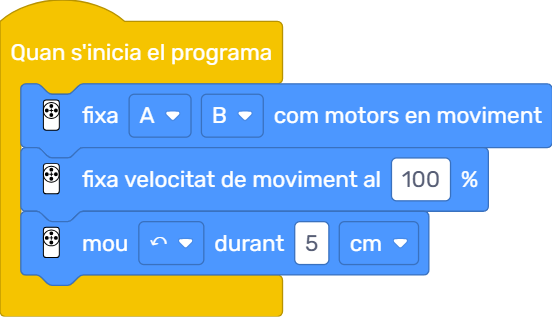 Quan s'inicia el programa
fixa A B com motors en moviment
fixa velocitat de moviment al 100 %
mou durant 5 cm